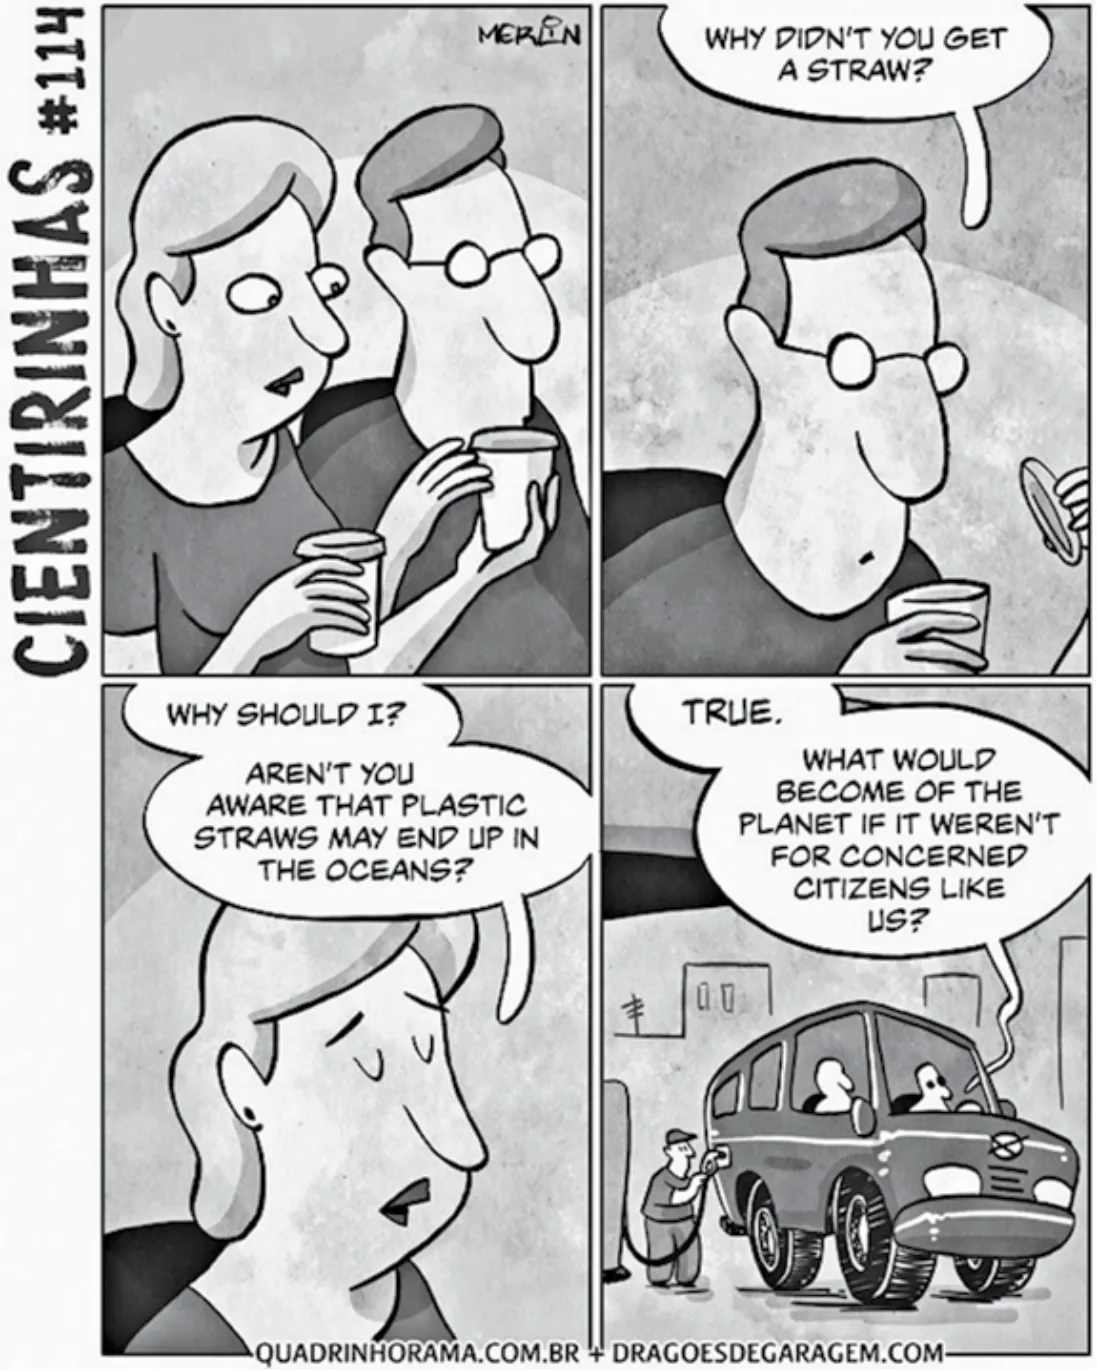 CIENTIRINHAS #114
MERLIN
WHY DIDN'T YOU GET
A STRAW?
WHY SHOULD I?
AREN'T YOU
AWARE THAT PLASTIC
STRAWS MAY END UP IN
THE OCEANS?
TRUE.
WHAT WOULD
BECOME OF THE
PLANET IF IT WEREN'T
FOR CONCERNED
CITIZENS LIKE
US?
QUADRINHORAMA.COM.BR + DRAGOESDEGARAGEM.COM